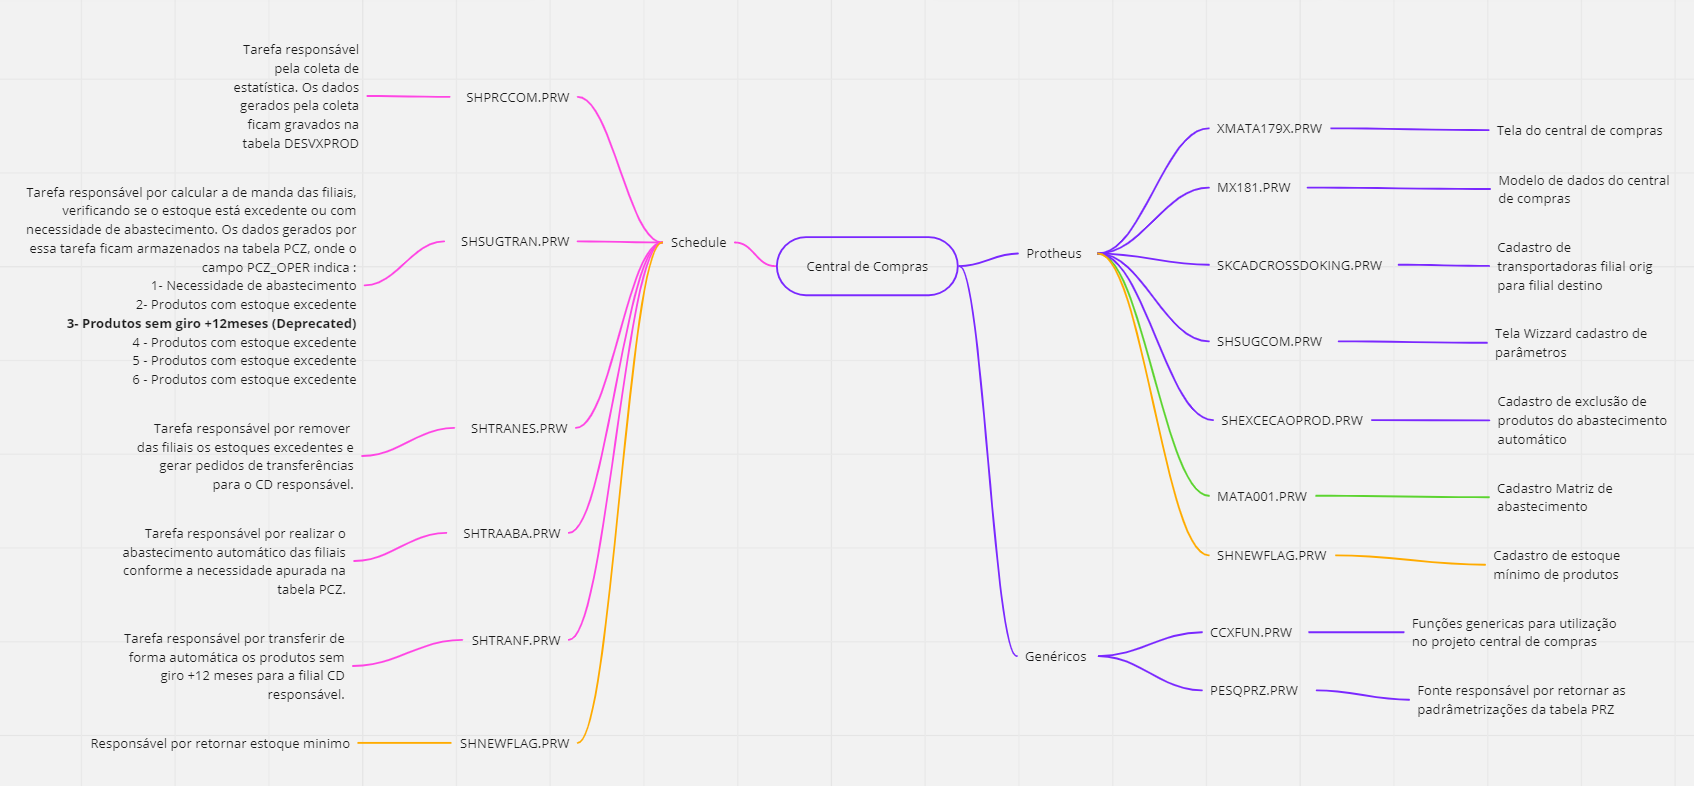 Central de Compras
Schedule
SHPRCCOM.PRW
Tarefa responsável
pela coleta de
estatística. Os dados
gerados pela coleta
ficam gravados na
tabela DESVXPROD
SHSUGTRAN.PRW
Tarefa responsável por calcular a de manda das filiais,
verificando se o estoque está excedente ou com
necessidade de abastecimento. Os dados gerados por
essa tarefa ficam armazenados na tabela PCZ, onde o
campo PCZ_OPER indica :
1- Necessidade de abastecimento
2- Produtos com estoque excedente
3- Produtos sem giro +12meses (Deprecated)
4 - Produtos com estoque excedente
5 - Produtos com estoque excedente
6 - Produtos com estoque excedente
SHTRANES.PRW
Tarefa responsável por remover
das filiais os estoques excedentes e
gerar pedidos de transferências
para o CD responsável.
SHTRAABA.PRW
Tarefa responsável por realizar o
abastecimento automático das filiais
conforme a necessidade apurada na
tabela PCZ.
SHTRANF.PRW
Tarefa responsável por transferir de
forma automática os produtos sem
giro +12 meses para a filial CD
responsável.
SHNEWFLAG.PRW
Responsável por retornar estoque minimo
Protheus
XMATA179X.PRW
Tela do central de compras
MX181.PRW
Modelo de dados do central
de compras
SKCADCROSSDOKING.PRW
Cadastro de
transportadoras filial orig
para filial destino
SHSUGCOM.PRW
Tela Wizzard cadastro de
parâmetros
SHEXCECAOPROD.PRW
Cadastro de exclusão de
produtos do abastecimento
automático
MATA001.PRW
Cadastro Matriz de
abastecimento
SHNEWFLAG.PRW
Cadastro de estoque
mínimo de produtos
Genéricos
CCXFUN.PRW
Funções genericas para utilização
no projeto central de compras
PESQPRZ.PRW
Fonte responsável por retornar as
padrâmetrizações da tabela PRZ